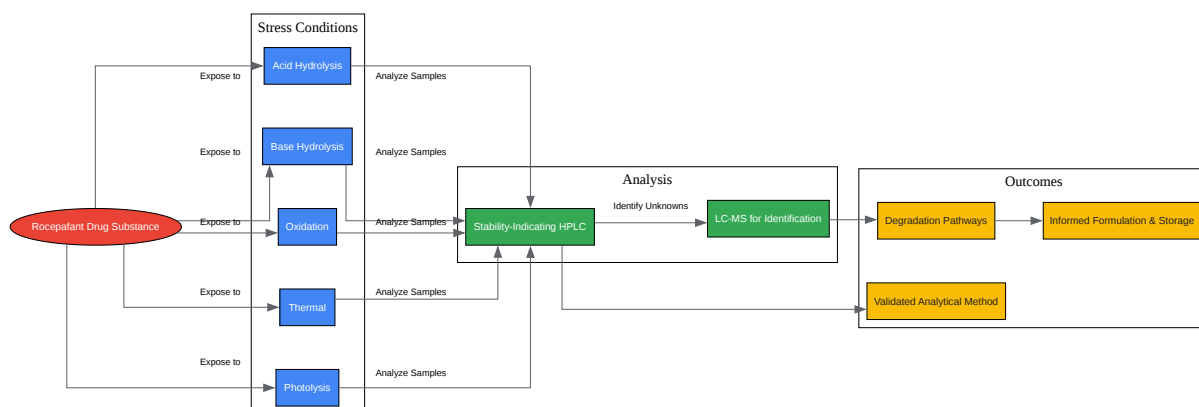 Stress Conditions
Expose to
Acid Hydrolysis
Analyze Samples
Expose to
Base Hydrolysis
Analyze Samples
Analysis
Outcomes
Identify Unknowns
Rocepafant Drug Substance
Expose to
Oxidation
Analyze Samples
Stability-Indicating HPLC
LC-MS for Identification
Degradation Pathways
Informed Formulation & Storage
Expose to
Thermal
Analyze Samples
Validated Analytical Method
Expose to
Photolysis
Analyze Samples